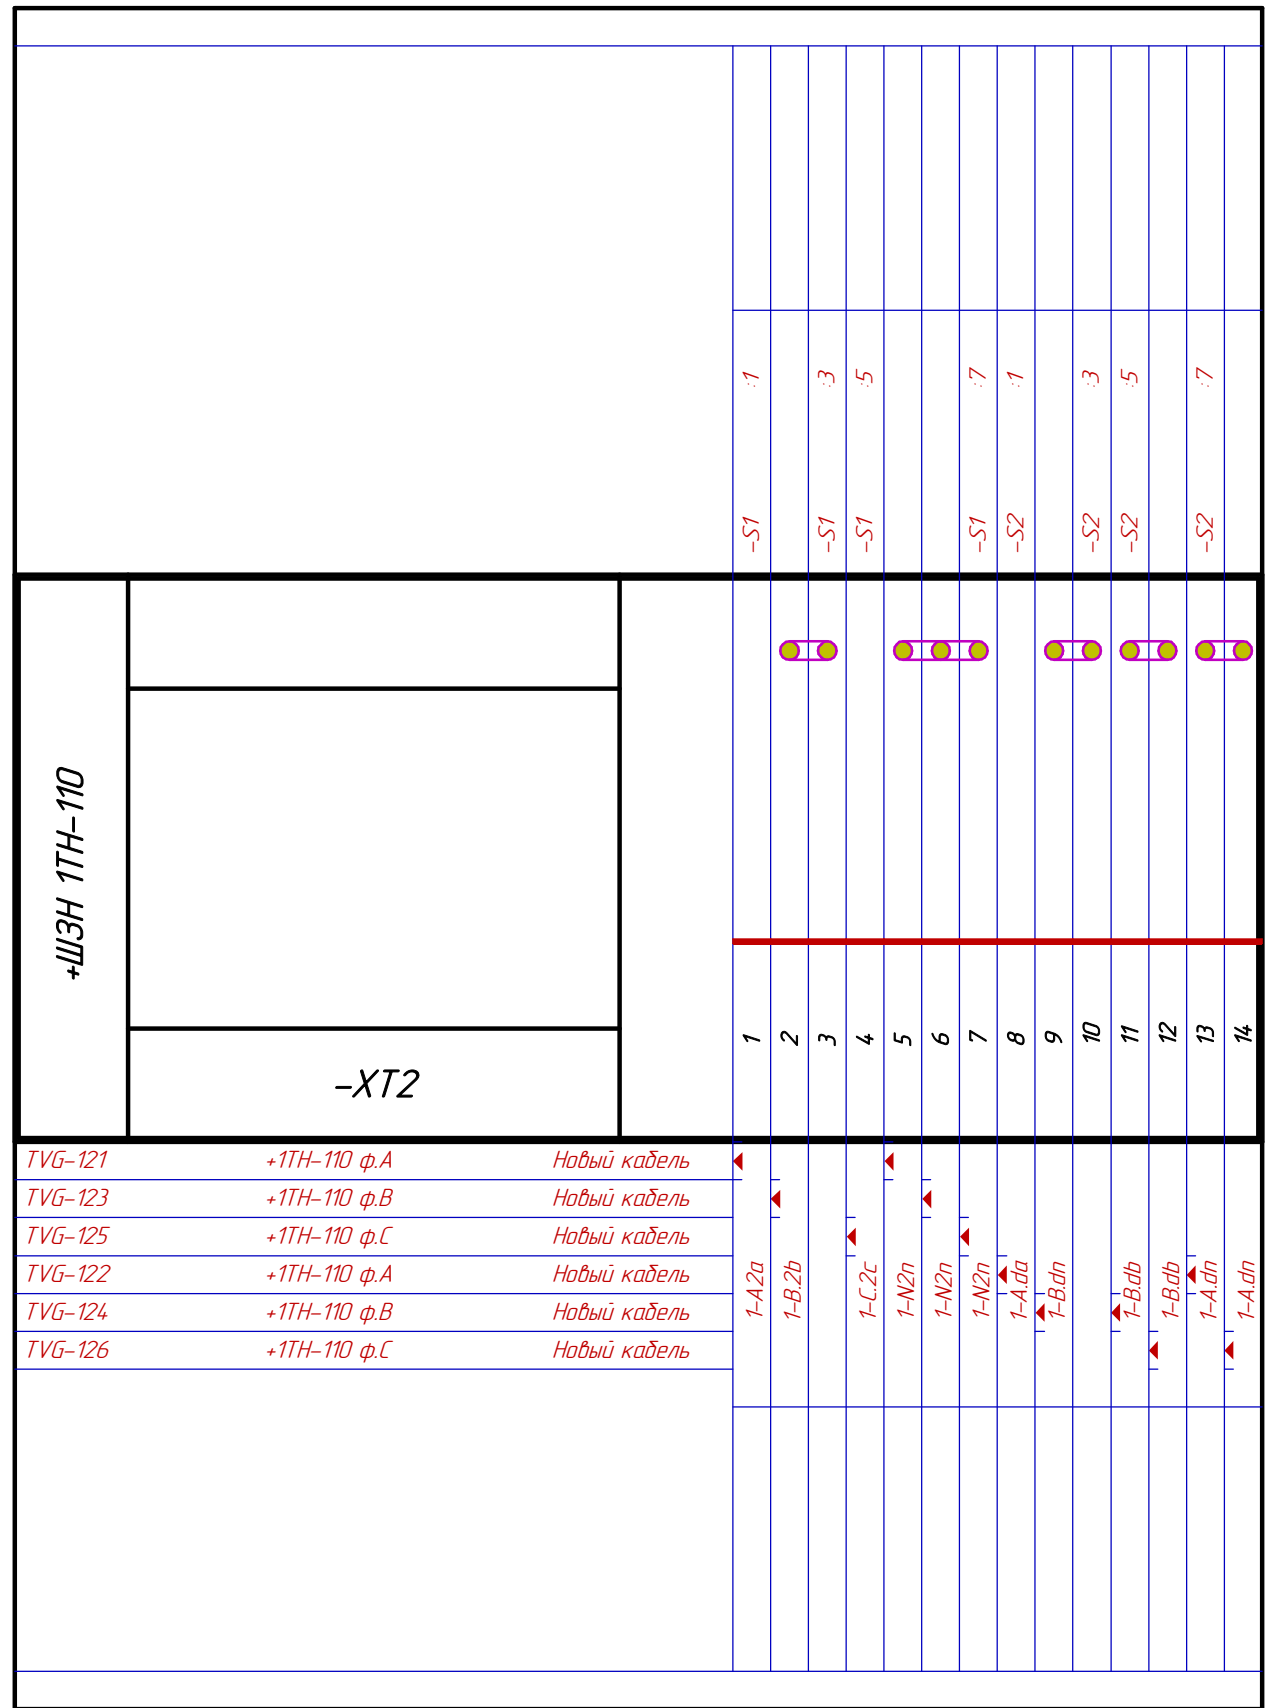 :1 :3 :5 :7 :1 :3 :5 :7
-S1 -S1 -S1 -S1 -S2 -S2 -S2 -S2
+ШЗН 1ТН-110
-XT2
1 2 3 4 5 6 7 8 9 10 11 12 13 14
TVG-121 +1ТН-110 ф.А Новый кабель
TVG-123 +1ТН-110 ф.В Новый кабель
TVG-125 +1ТН-110 ф.С Новый кабель
TVG-122 +1ТН-110 ф.А Новый кабель
TVG-124 +1ТН-110 ф.В Новый кабель
TVG-126 +1ТН-110 ф.С Новый кабель
1-A.2a 1-B.2b 1-C.2c 1-N2n 1-N2n 1-N2n 1-A.da 1-B.dn 1-B.db 1-B.db 1-A.dn 1-A.dn